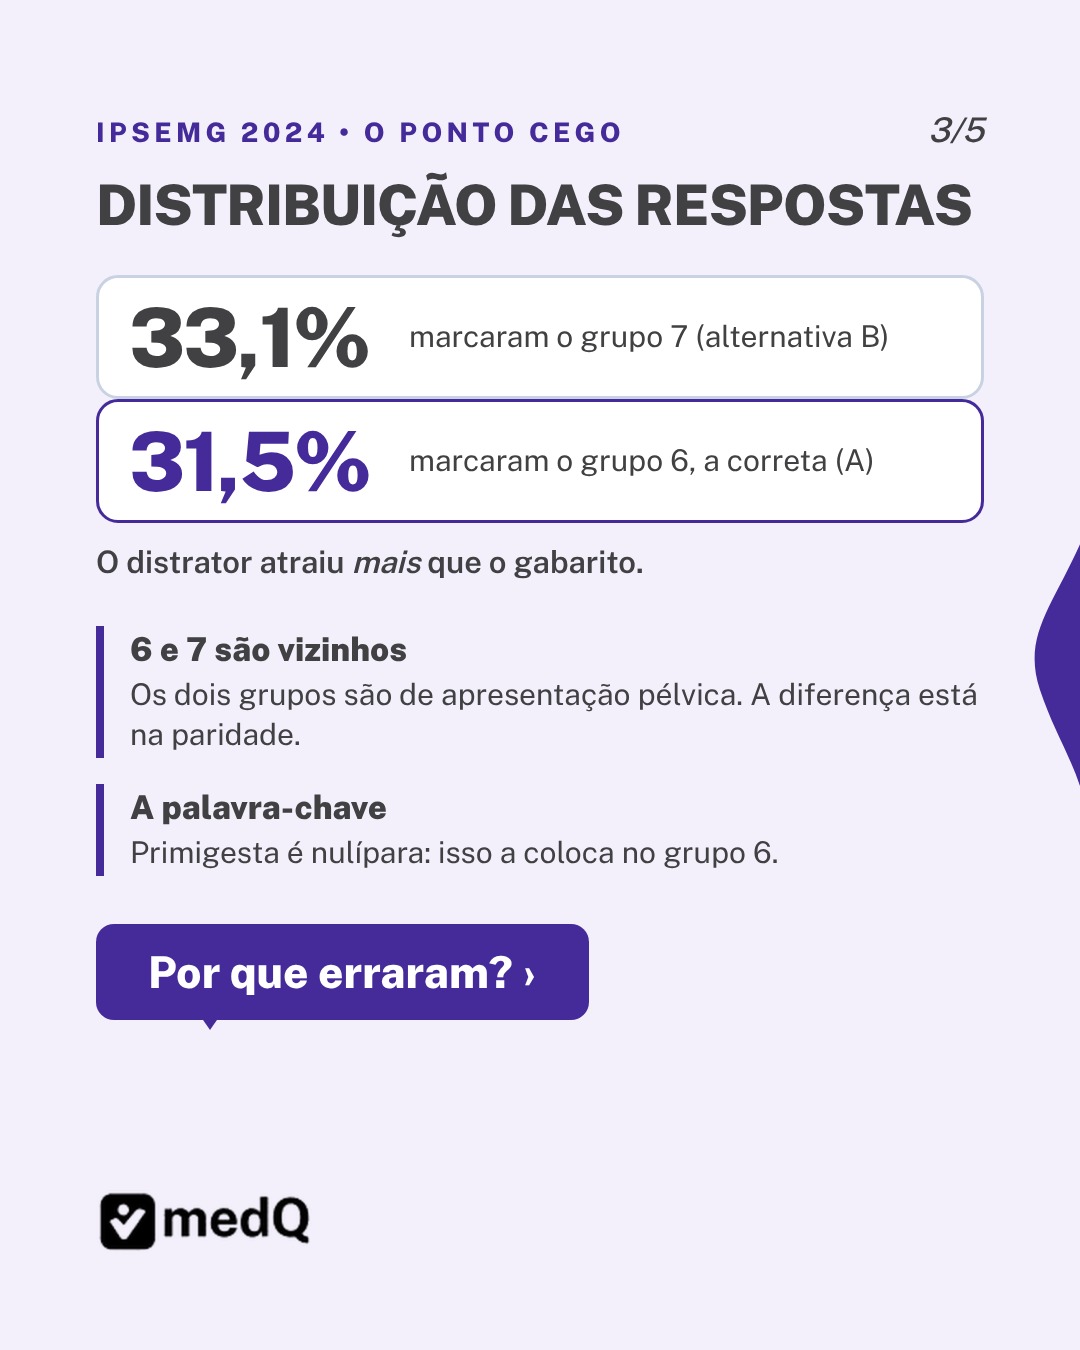 IPSEMG 2024 • O PONTO CEGO
3/5
DISTRIBUIÇÃO DAS RESPOSTAS
33,1% marcaram o grupo 7 (alternativa B)
31,5% marcaram o grupo 6, a correta (A)
O distrator atraiu mais que o gabarito.
6 e 7 são vizinhos
Os dois grupos são de apresentação pélvica. A diferença está
na paridade.
A palavra-chave
Primigesta é nulípara: isso a coloca no grupo 6.
Por que erraram? ›
medQ